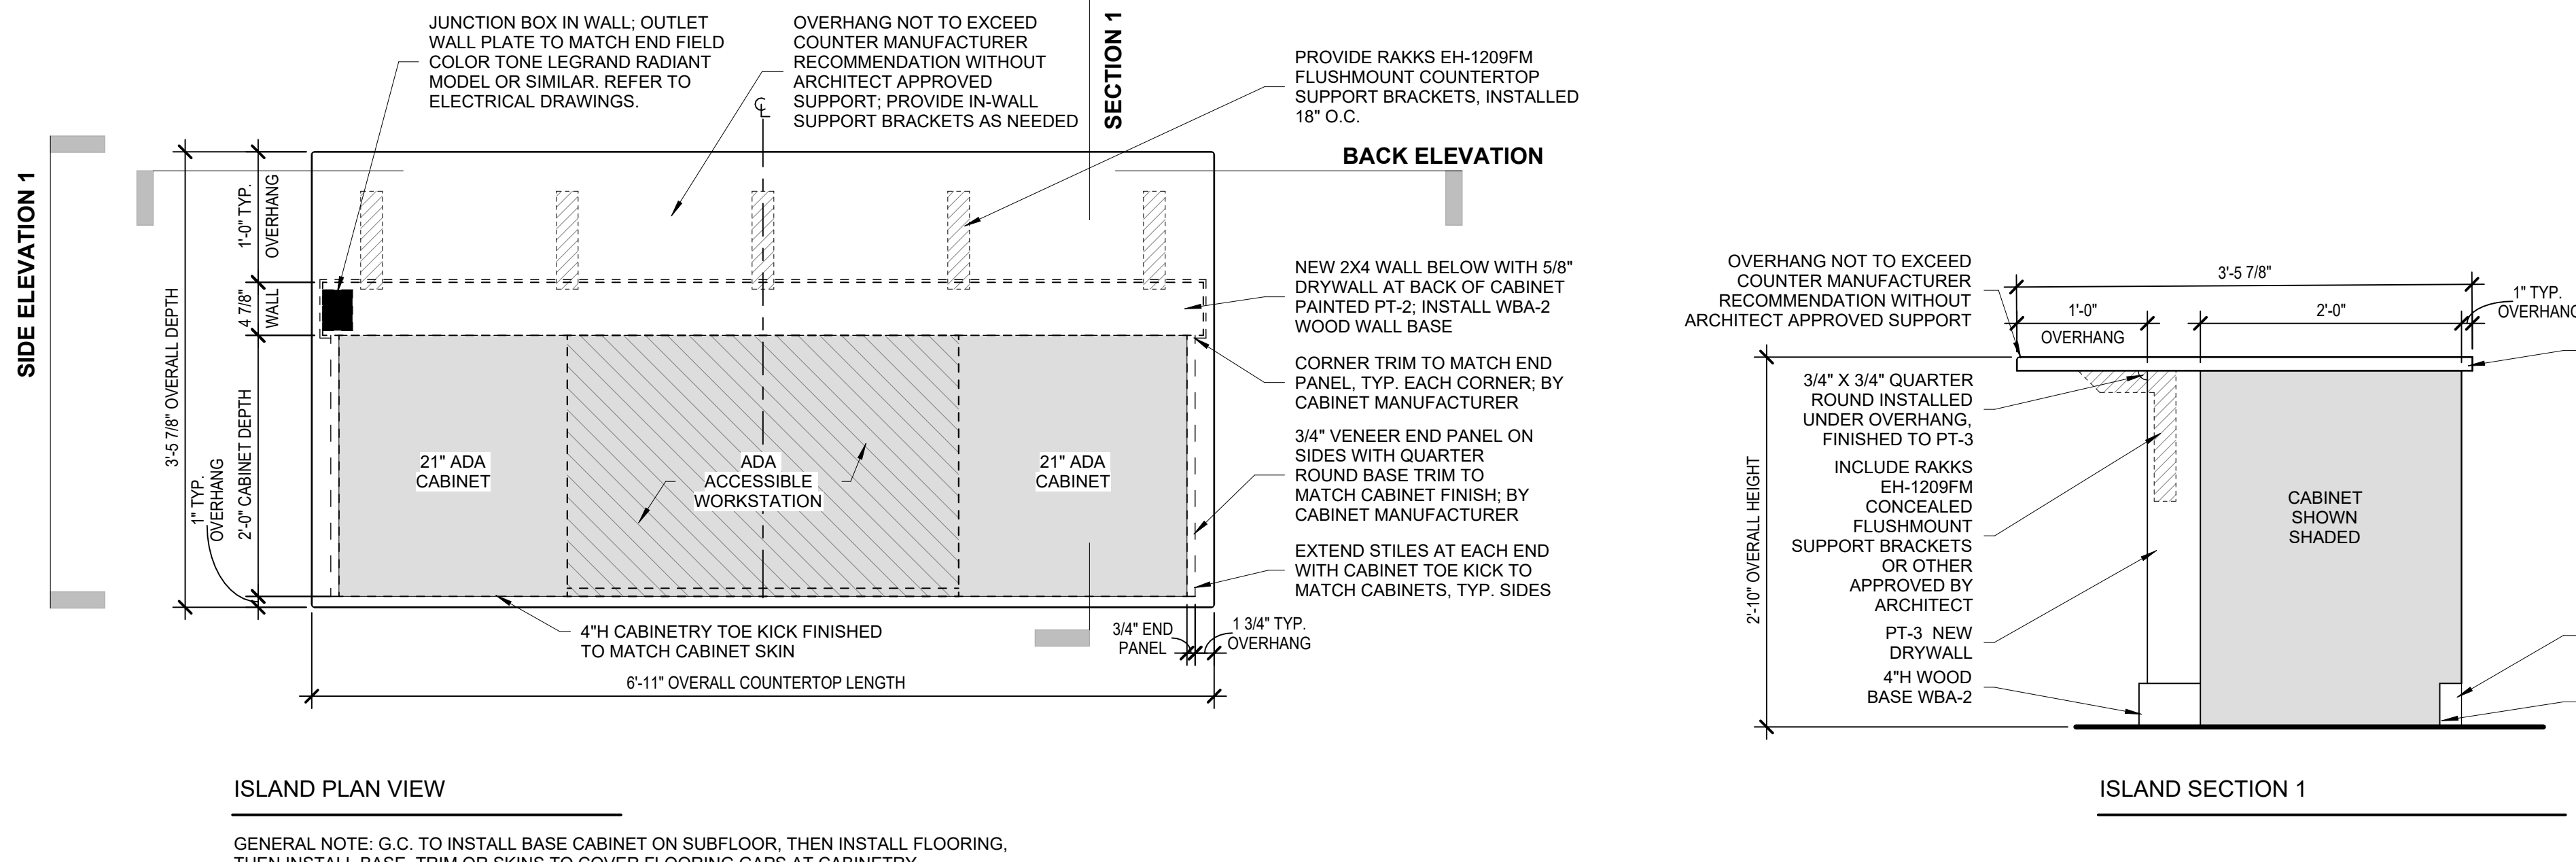 JUNCTION BOX IN WALL; OUTLET
WALL PLATE TO MATCH END FIELD
COLOR TONE LEGRAND RADIANT
MODEL OR SIMILAR. REFER TO
ELECTRICAL DRAWINGS.
OVERHANG NOT TO EXCEED
COUNTER MANUFACTURER
RECOMMENDATION WITHOUT
ARCHITECT APPROVED
SUPPORT; PROVIDE IN-WALL
SUPPORT BRACKETS AS NEEDED
SECTION 1
PROVIDE RAKKS EH-1209FM
FLUSHMOUNT COUNTERTOP
SUPPORT BRACKETS, INSTALLED
18" O.C.
BACK ELEVATION
SIDE ELEVATION 1
3'-5 7/8" OVERALL DEPTH
1'-0" TYP.
OVERHANG
4 7/8"
WALL
2'-0" CABINET DEPTH
1" TYP.
OVERHANG
21" ADA
CABINET
ADA
ACCESSIBLE
WORKSTATION
21" ADA
CABINET
NEW 2X4 WALL BELOW WITH 5/8"
DRYWALL AT BACK OF CABINET
PAINTED PT-2; INSTALL WBA-2
WOOD WALL BASE
CORNER TRIM TO MATCH END
PANEL, TYP. EACH CORNER; BY
CABINET MANUFACTURER
3/4" VENEER END PANEL ON
SIDES WITH QUARTER
ROUND BASE TRIM TO
MATCH CABINET FINISH; BY
CABINET MANUFACTURER
EXTEND STILES AT EACH END
WITH CABINET TOE KICK TO
MATCH CABINETS, TYP. SIDES
4"H CABINETRY TOE KICK FINISHED
TO MATCH CABINET SKIN
3/4" END
PANEL
1 3/4" TYP.
OVERHANG
6'-11" OVERALL COUNTERTOP LENGTH
ISLAND PLAN VIEW
GENERAL NOTE: G.C. TO INSTALL BASE CABINET ON SUBFLOOR, THEN INSTALL FLOORING,
THEN INSTALL BASE, TRIM OR SKINS TO COVER FLOORING GAPS AT CABINETRY
OVERHANG NOT TO EXCEED
COUNTER MANUFACTURER
RECOMMENDATION WITHOUT
ARCHITECT APPROVED SUPPORT
3'-5 7/8"
1'-0"
OVERHANG
2'-0"
1" TYP.
OVERHANG
3/4" X 3/4" QUARTER
ROUND INSTALLED
UNDER OVERHANG,
FINISHED TO PT-3
INCLUDE RAKKS
EH-1209FM
CONCEALED
FLUSHMOUNT
SUPPORT BRACKETS
OR OTHER
APPROVED BY
ARCHITECT
PT-3 NEW
DRYWALL
4"H WOOD
BASE WBA-2
2'-10" OVERALL HEIGHT
CABINET
SHOWN
SHADED
ISLAND SECTION 1